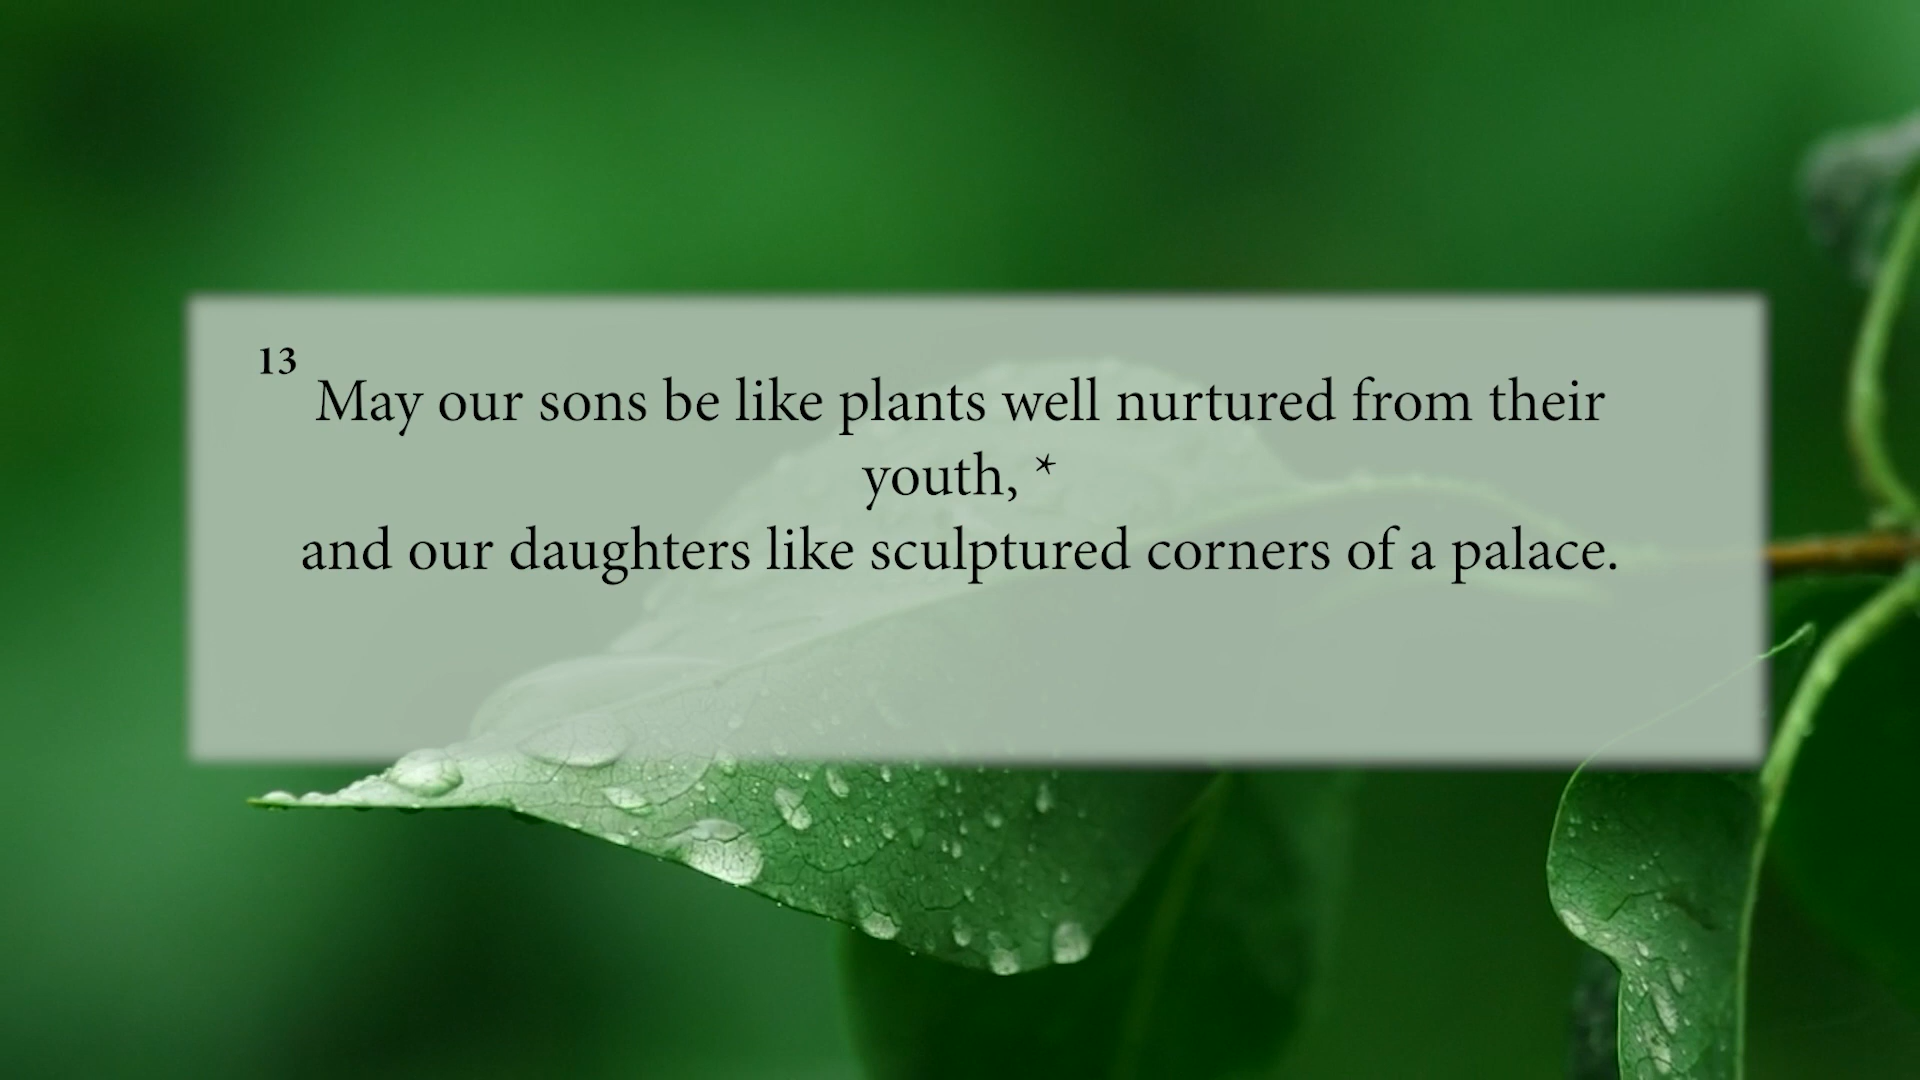 13
May our sons be like plants well nurtured from their
youth, *
and our daughters like sculptured corners of a palace.